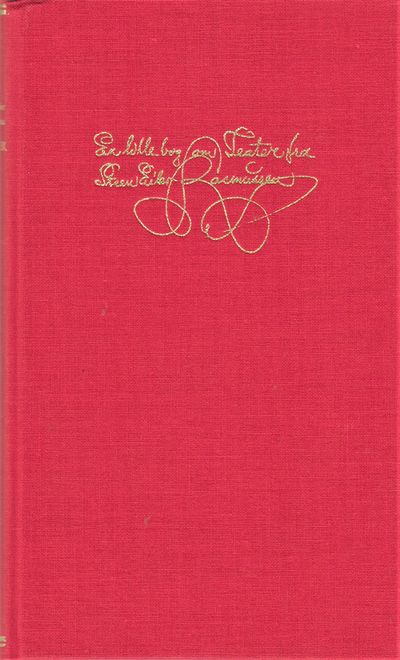 En lille bog om Teater fra
Steen Eiler Rasmussen